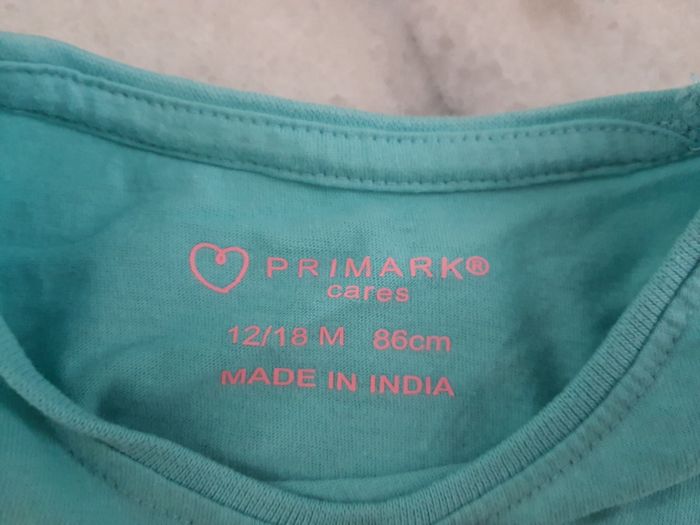 PRIMARK®
cares
12/18 M 86cm
MADE IN INDIA